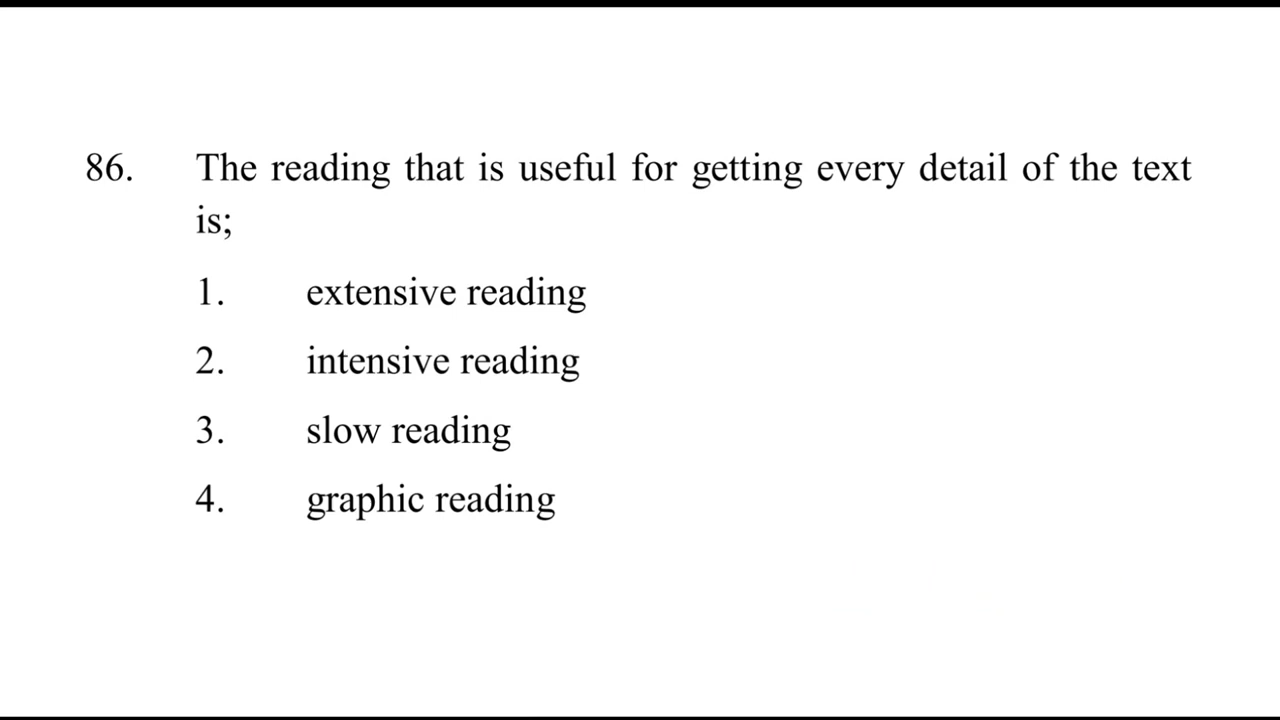 86. The reading that is useful for getting every detail of the text
is;
1. extensive reading
2. intensive reading
3. slow reading
4. graphic reading